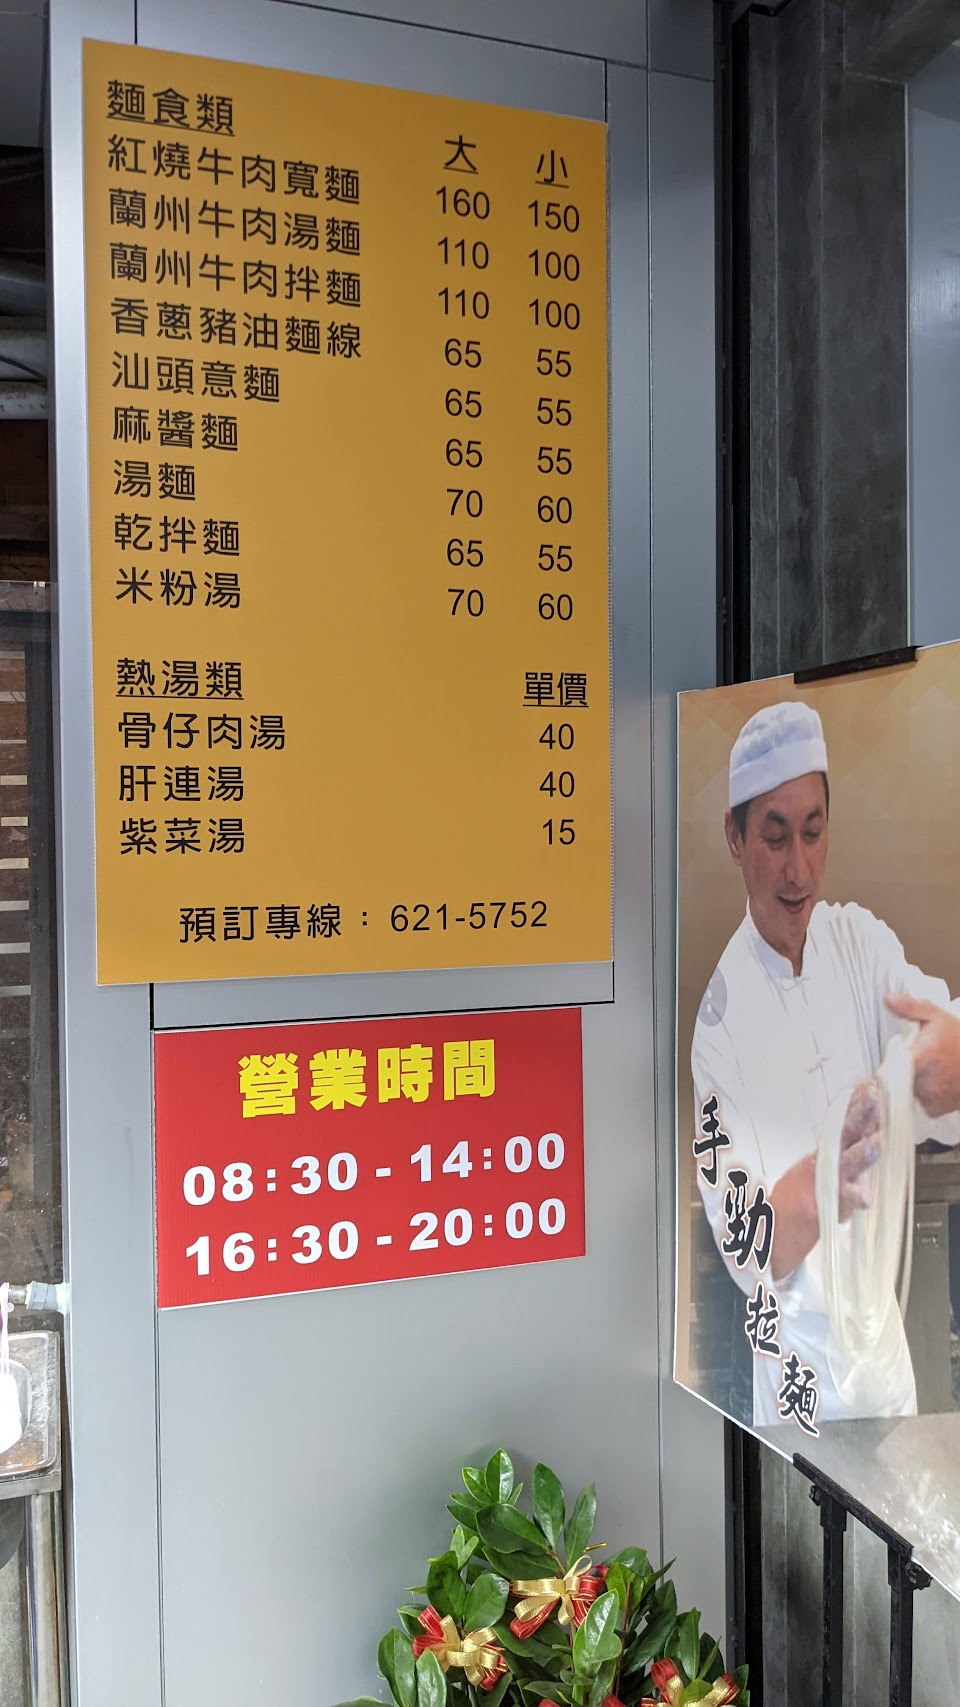 麵食類 大 小
紅燒牛肉寬麵 160 150
蘭州牛肉湯麵 110 100
蘭州牛肉拌麵 110 100
香蔥豬油麵線 65 55
汕頭意麵 65 55
麻醬麵 65 55
湯麵 70 60
乾拌麵 65 55
米粉湯 70 60
熱湯類 單價
骨仔肉湯 40
肝連湯 40
紫菜湯 15
預訂專線：621-5752
營業時間
08:30 - 14:00
16:30 - 20:00
手勁拉麵